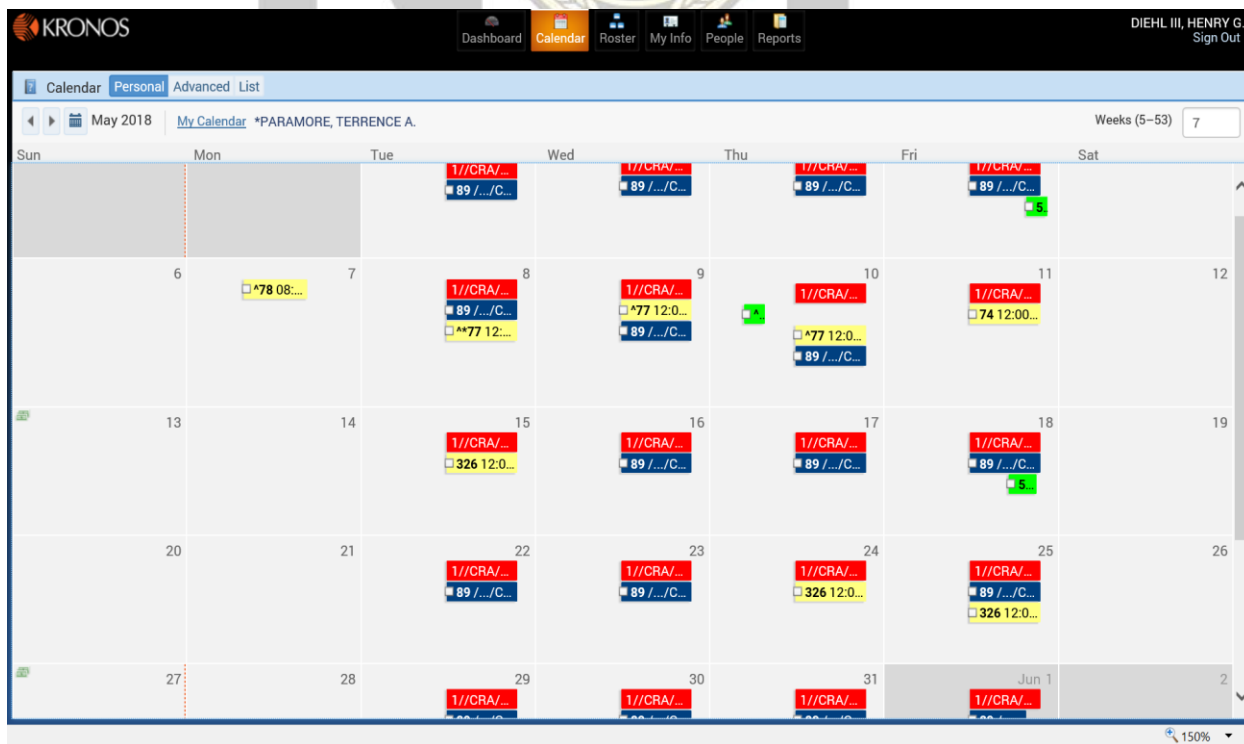 KRONOS
Dashboard Calendar Roster My Info People Reports
DIEHL III, HENRY G.
Sign Out
Calendar Personal Advanced List
May 2018 My Calendar *PARAMORE, TERRENCE A. Weeks (5–53) 7
Sun Mon Tue Wed Thu Fri Sat
1//CRA/... 1//CRA/... 1//CRA/... 1//CRA/...
89 /.../C... 89 /.../C... 89 /.../C... 89 /.../C...
5.
6 7 8 9 10 11 12
^78 08:... 1//CRA/... 1//CRA/... 1//CRA/... 1//CRA/...
89 /.../C... ^77 12:0... ^. 74 12:00...
^*77 12:... 89 /.../C... ^77 12:0...
89 /.../C...
13 14 15 16 17 18 19
1//CRA/... 1//CRA/... 1//CRA/... 1//CRA/...
326 12:0... 89 /.../C... 89 /.../C... 89 /.../C...
5...
20 21 22 23 24 25 26
1//CRA/... 1//CRA/... 1//CRA/... 1//CRA/...
89 /.../C... 89 /.../C... 326 12:0... 89 /.../C...
326 12:0...
27 28 29 30 31 Jun 1 2
1//CRA/... 1//CRA/... 1//CRA/... 1//CRA/...
150%